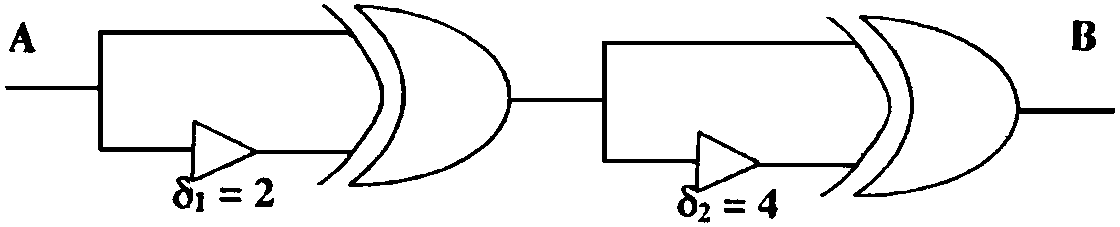 A
B
δ₁ = 2
δ₂ = 4